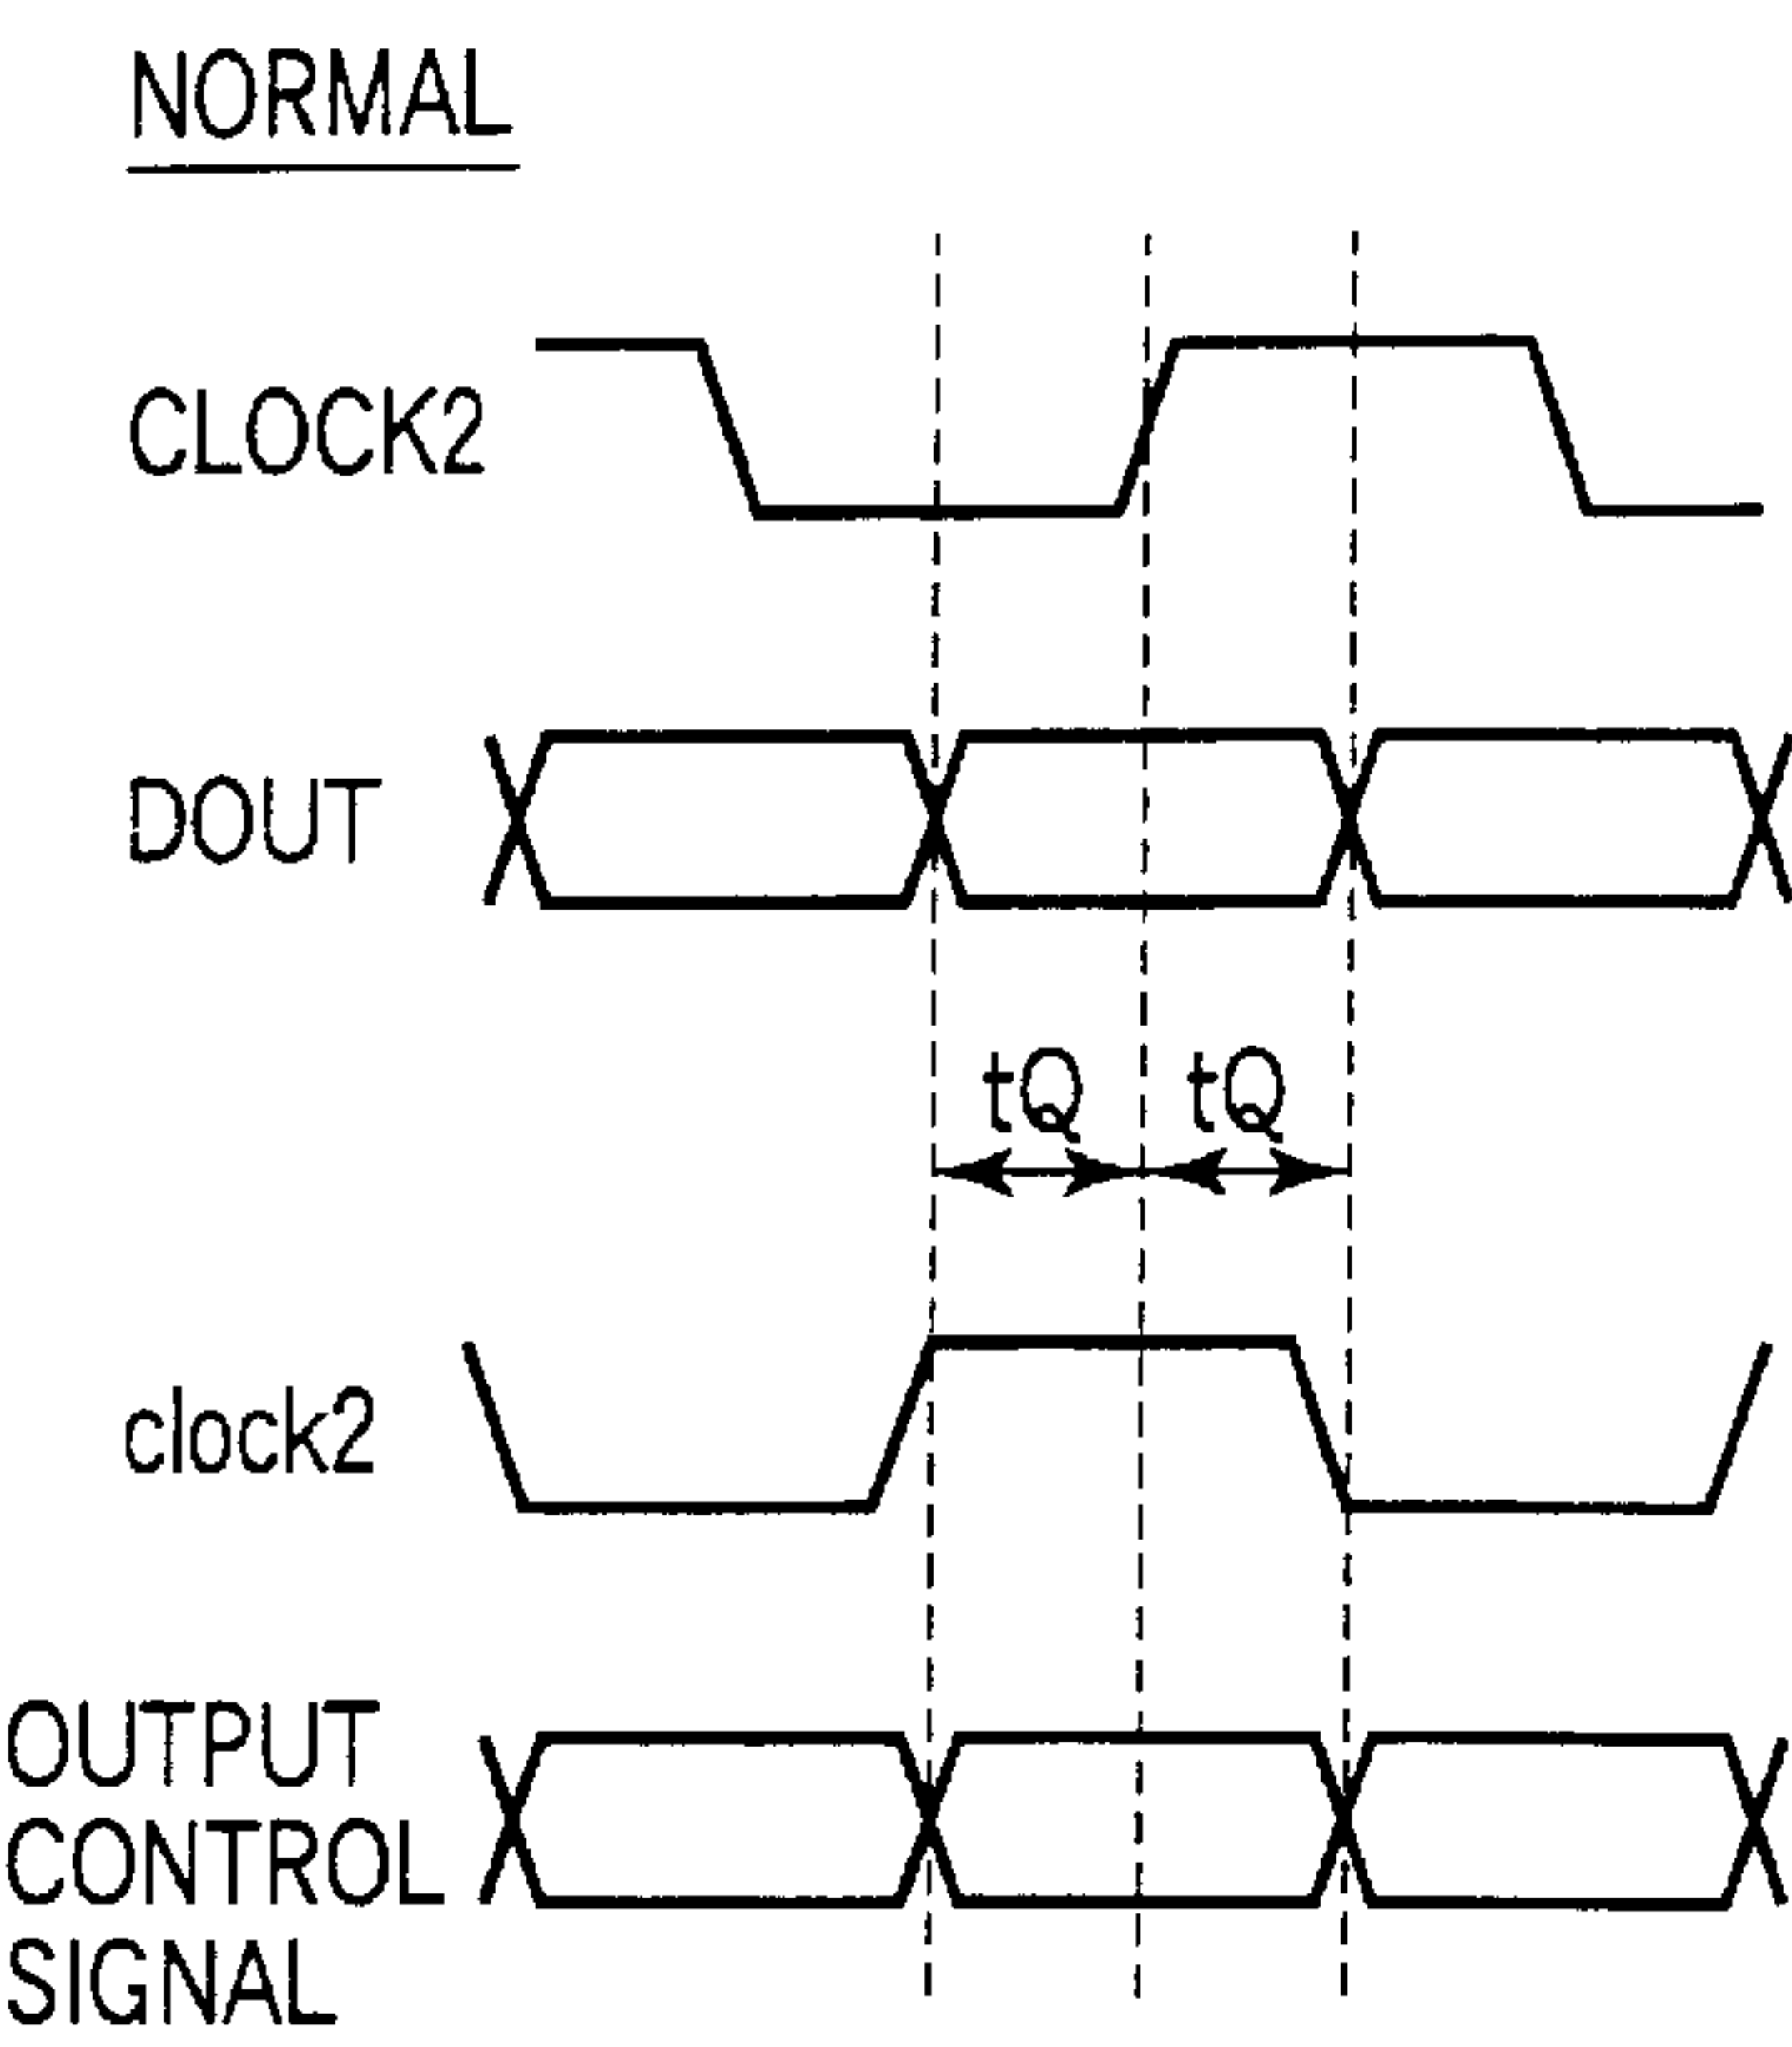 NORMAL
CLOCK2
DOUT
tQ tQ
clock2
OUTPUT
CONTROL
SIGNAL